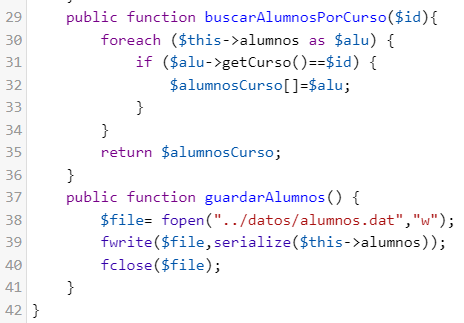 29 public function buscarAlumnosPorCurso($id){
30 foreach ($this->alumnos as $alu) {
31 if ($alu->getCurso()==$id) {
32 $alumnosCurso[]=$alu;
33 }
34 }
35 return $alumnosCurso;
36 }
37 public function guardarAlumnos() {
38 $file= fopen("../datos/alumnos.dat","w");
39 fwrite($file,serialize($this->alumnos));
40 fclose($file);
41 }
42 }